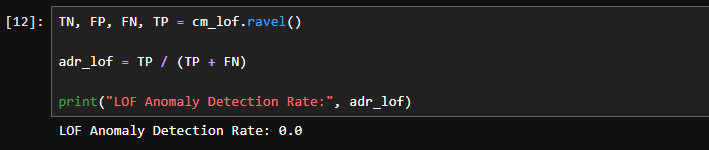 [12]: TN, FP, FN, TP = cm_lof.ravel()
adr_lof = TP / (TP + FN)
print("LOF Anomaly Detection Rate:", adr_lof)
LOF Anomaly Detection Rate: 0.0